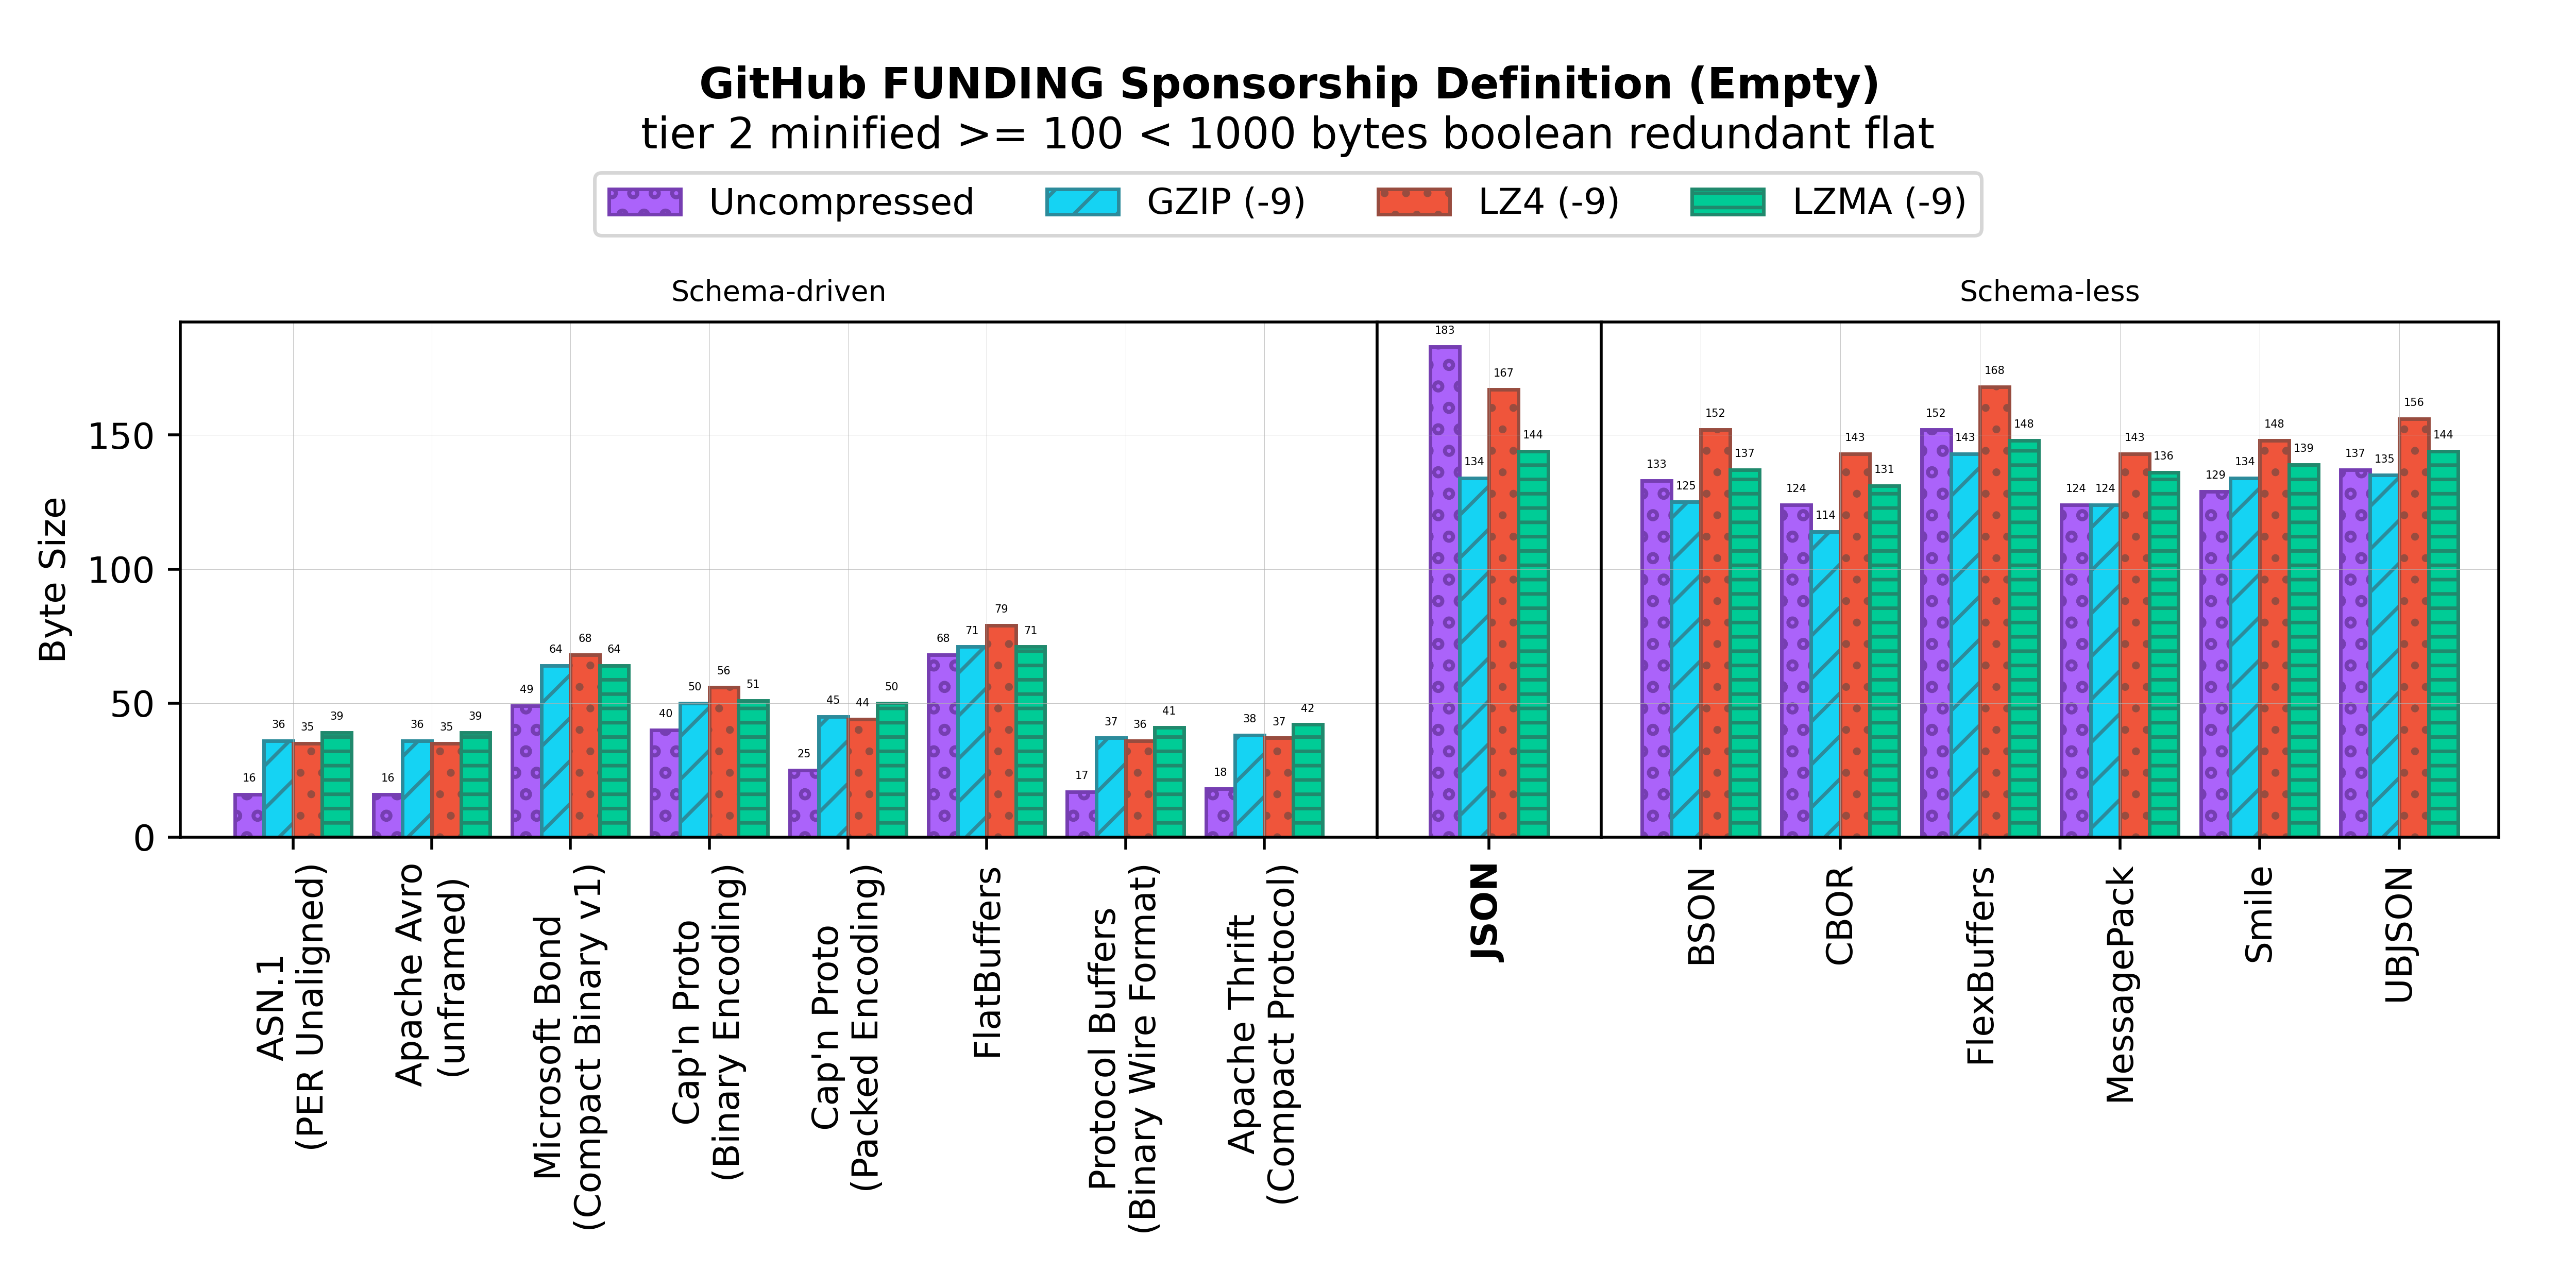 GitHub FUNDING Sponsorship Definition (Empty)
tier 2 minified >= 100 < 1000 bytes boolean redundant flat
Uncompressed GZIP (-9) LZ4 (-9) LZMA (-9)
Schema-driven Schema-less
Byte Size
150
100
50
0
16 36 35 39
16 36 35 39
49 64 68 64
40 50 56 51
25 45 44 50
68 71 79 71
17 37 36 41
18 38 37 42
183 134 167 144
133 125 152 137
124 114 143 131
152 143 168 148
124 124 143 136
129 134 148 139
137 135 156 144
ASN.1
(PER Unaligned)
Apache Avro
(unframed)
Microsoft Bond
(Compact Binary v1)
Cap'n Proto
(Binary Encoding)
Cap'n Proto
(Packed Encoding)
FlatBuffers
Protocol Buffers
(Binary Wire Format)
Apache Thrift
(Compact Protocol)
JSON
BSON
CBOR
FlexBuffers
MessagePack
Smile
UBJSON